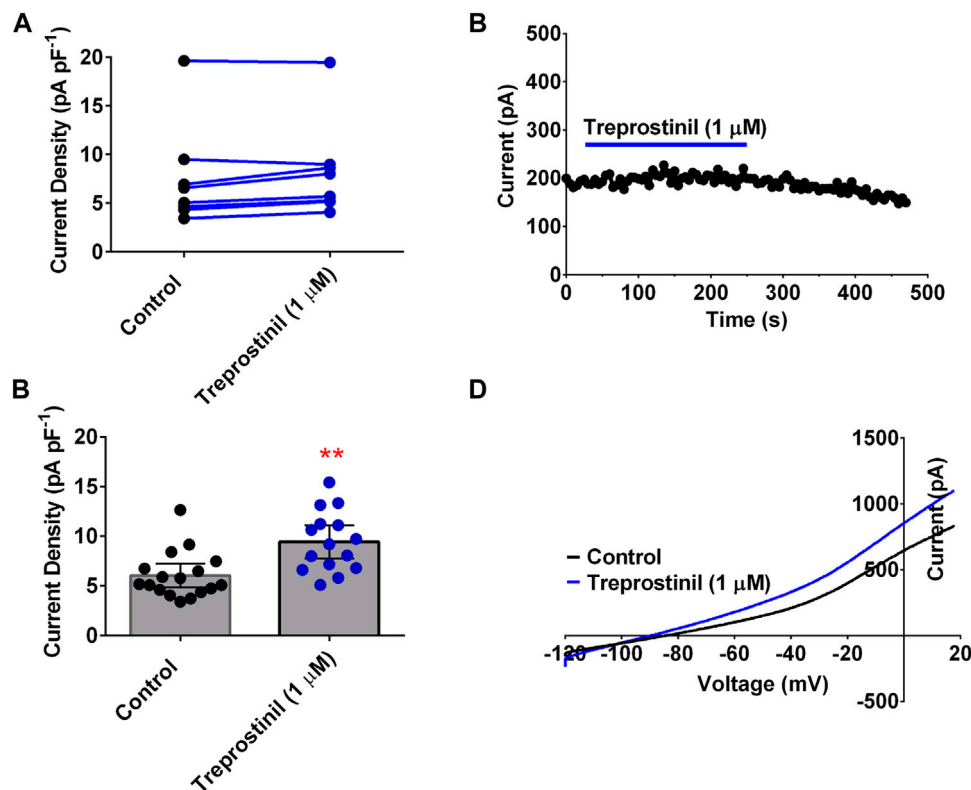 A
Current Density (pA pF-1)
20
15
10
5
0
Control
Treprostinil (1 μM)
B
Current (pA)
500
400
300
200
100
0
Treprostinil (1 μM)
0
100
200
300
400
500
Time (s)
B
Current Density (pA pF-1)
20
15
10
5
0
**
Control
Treprostinil (1 μM)
D
1500
1000
500
-500
Current (pA)
Control
Treprostinil (1 μM)
-120
-100
-80
-60
-40
-20
20
Voltage (mV)